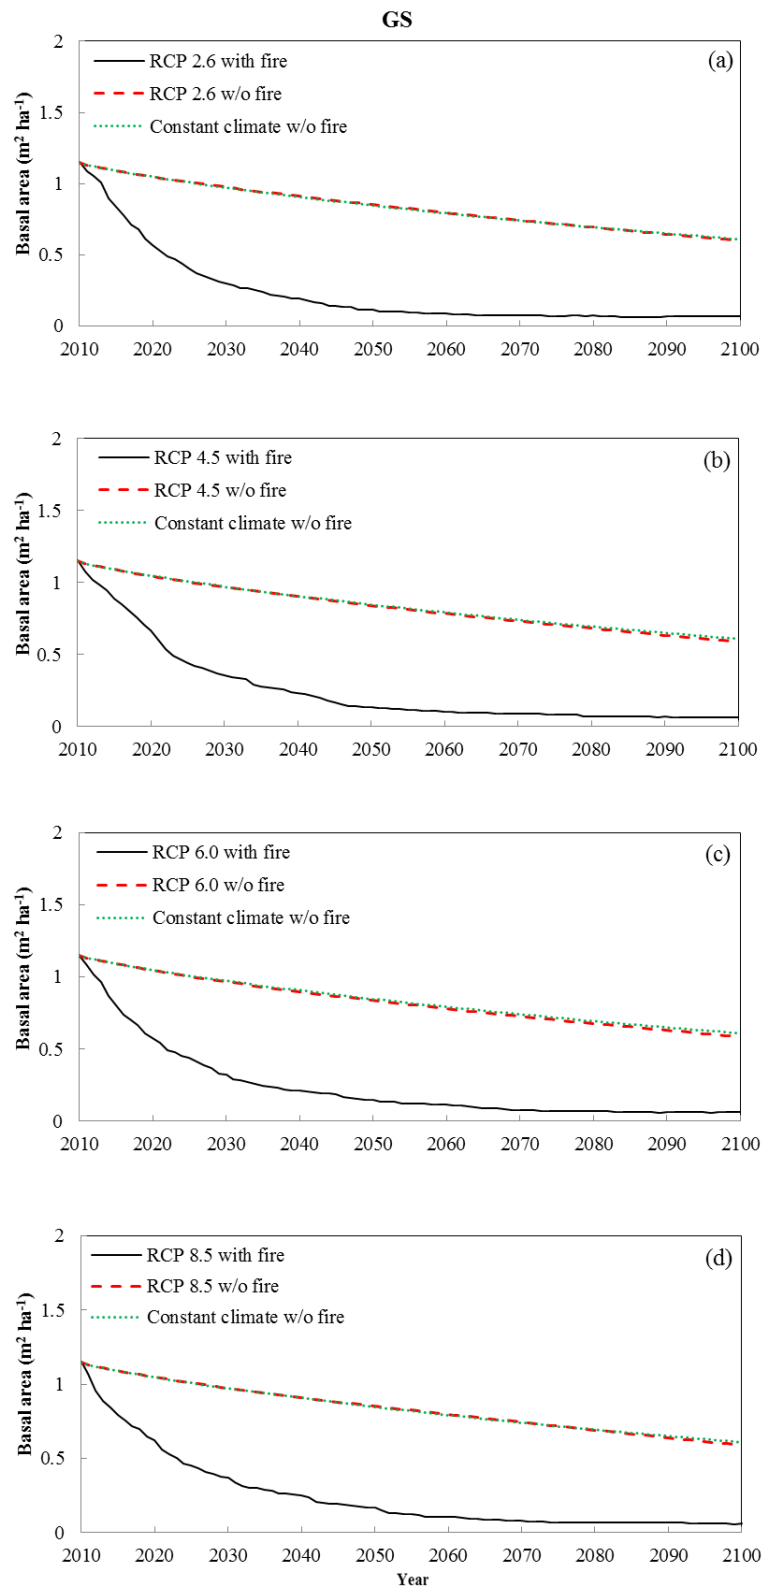 GS
(a)
RCP 2.6 with fire
RCP 2.6 w/o fire
Constant climate w/o fire
Basal area (m² ha⁻¹)
2
1.5
1
0.5
0
2010 2020 2030 2040 2050 2060 2070 2080 2090 2100
(b)
RCP 4.5 with fire
RCP 4.5 w/o fire
Constant climate w/o fire
Basal area (m² ha⁻¹)
2
1.5
1
0.5
0
2010 2020 2030 2040 2050 2060 2070 2080 2090 2100
(c)
RCP 6.0 with fire
RCP 6.0 w/o fire
Constant climate w/o fire
Basal area (m² ha⁻¹)
2
1.5
1
0.5
0
2010 2020 2030 2040 2050 2060 2070 2080 2090 2100
(d)
RCP 8.5 with fire
RCP 8.5 w/o fire
Constant climate w/o fire
Basal area (m² ha⁻¹)
2
1.5
1
0.5
0
2010 2020 2030 2040 2050 2060 2070 2080 2090 2100
Year